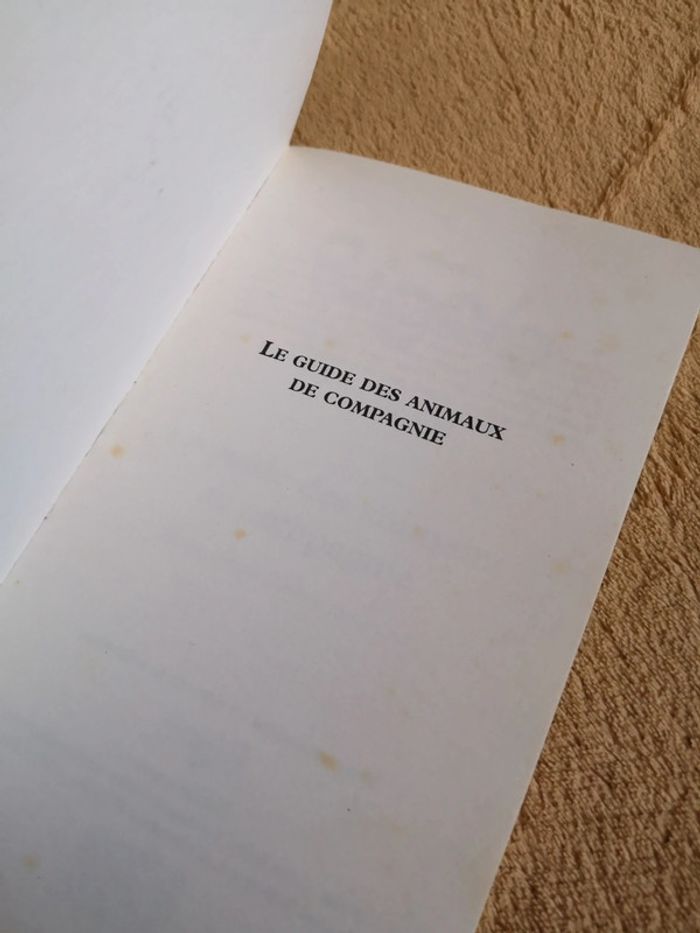 Le guide des animaux
de compagnie